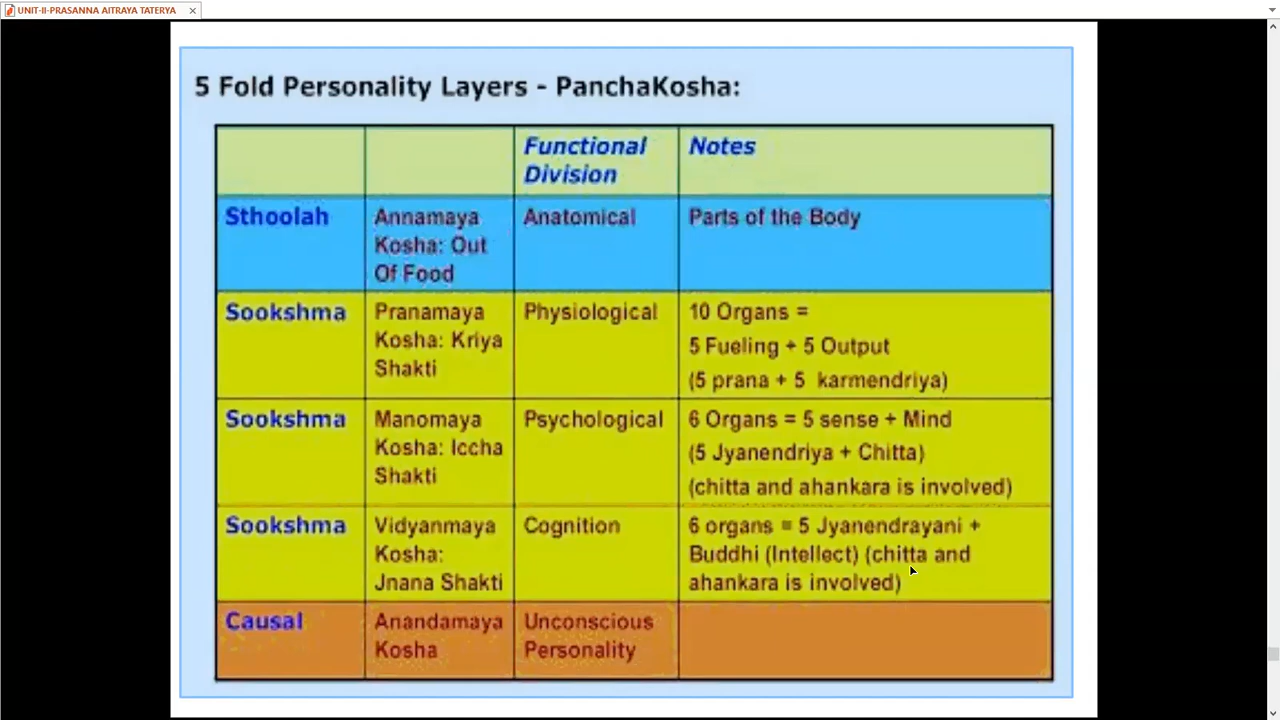 UNIT-II-PRASANNA AITRAYA TATERYA
5 Fold Personality Layers - PanchaKosha:
Functional Division
Notes
Sthoolah
Annamaya
Kosha: Out
Of Food
Anatomical
Parts of the Body
Sookshma
Pranamaya
Kosha: Kriya
Shakti
Physiological
10 Organs =
5 Fueling + 5 Output
(5 prana + 5 karmendriya)
Sookshma
Manomaya
Kosha: Iccha
Shakti
Psychological
6 Organs = 5 sense + Mind
(5 Jyanendriya + Chitta)
(chitta and ahankara is involved)
Sookshma
Vidyanmaya
Kosha:
Jnana Shakti
Cognition
6 organs = 5 Jyanendrayani +
Buddhi (Intellect) (chitta and
ahankara is involved)
Causal
Anandamaya
Kosha
Unconscious
Personality